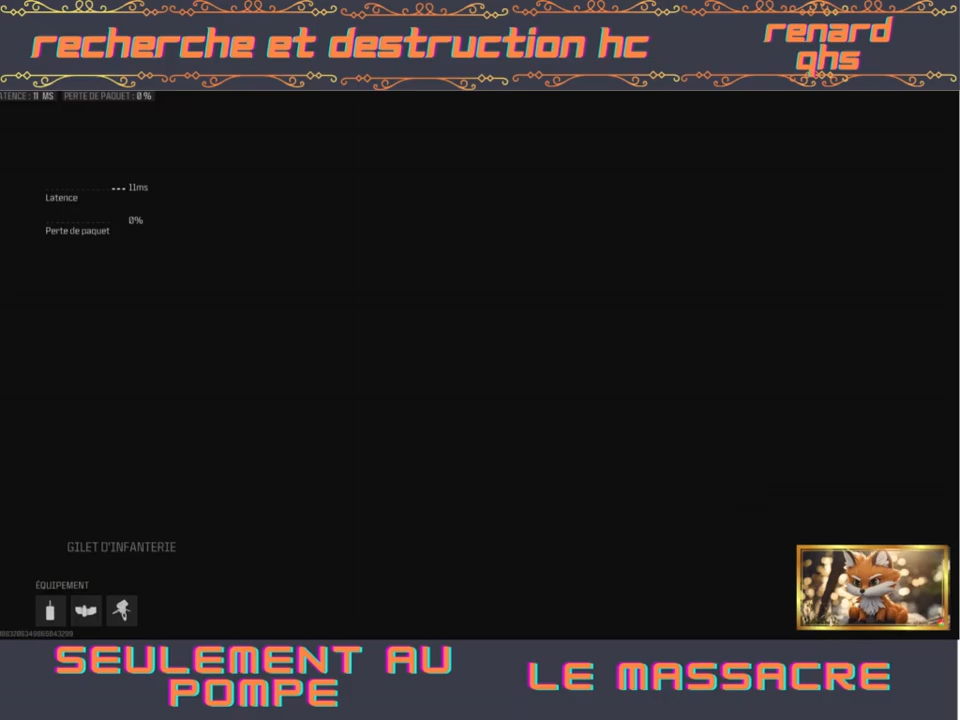 recherche et destruction hc
renard
ghs
ATENCE : 11 MS PERTE DE PAQUET : 0 %
11ms
Latence
0%
Perte de paquet
GILET D'INFANTERIE
ÉQUIPEMENT
SEULEMENT AU
POMPE
LE MASSACRE